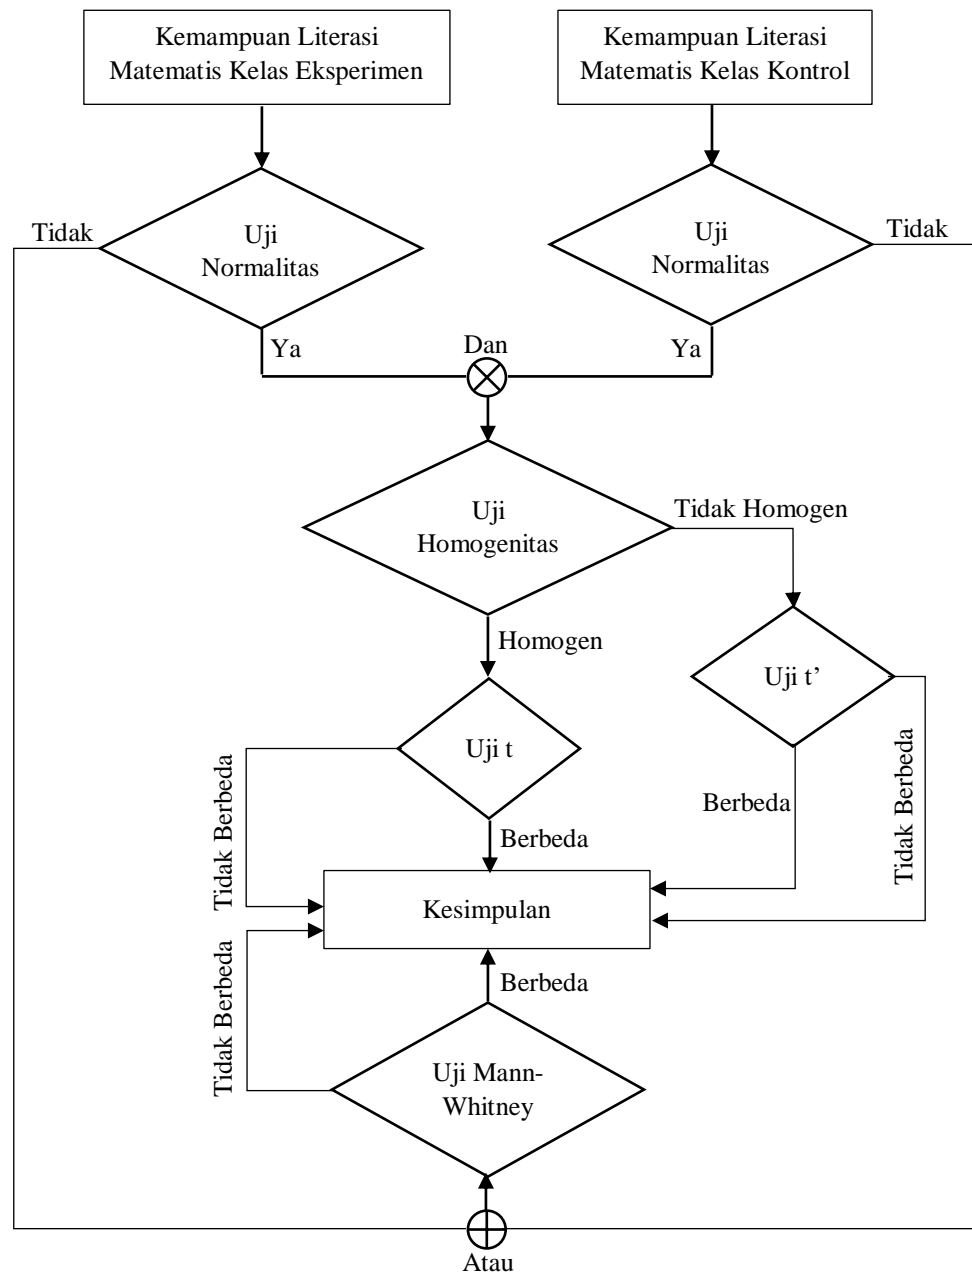 Kemampuan Literasi
Matematis Kelas Eksperimen
Kemampuan Literasi
Matematis Kelas Kontrol
Tidak
Uji
Normalitas
Uji
Normalitas
Tidak
Ya
Dan
Ya
Uji
Homogenitas
Tidak Homogen
Homogen
Uji t’
Uji t
Tidak Berbeda
Berbeda
Tidak Berbeda
Berbeda
Kesimpulan
Tidak Berbeda
Berbeda
Uji Mann-
Whitney
Atau